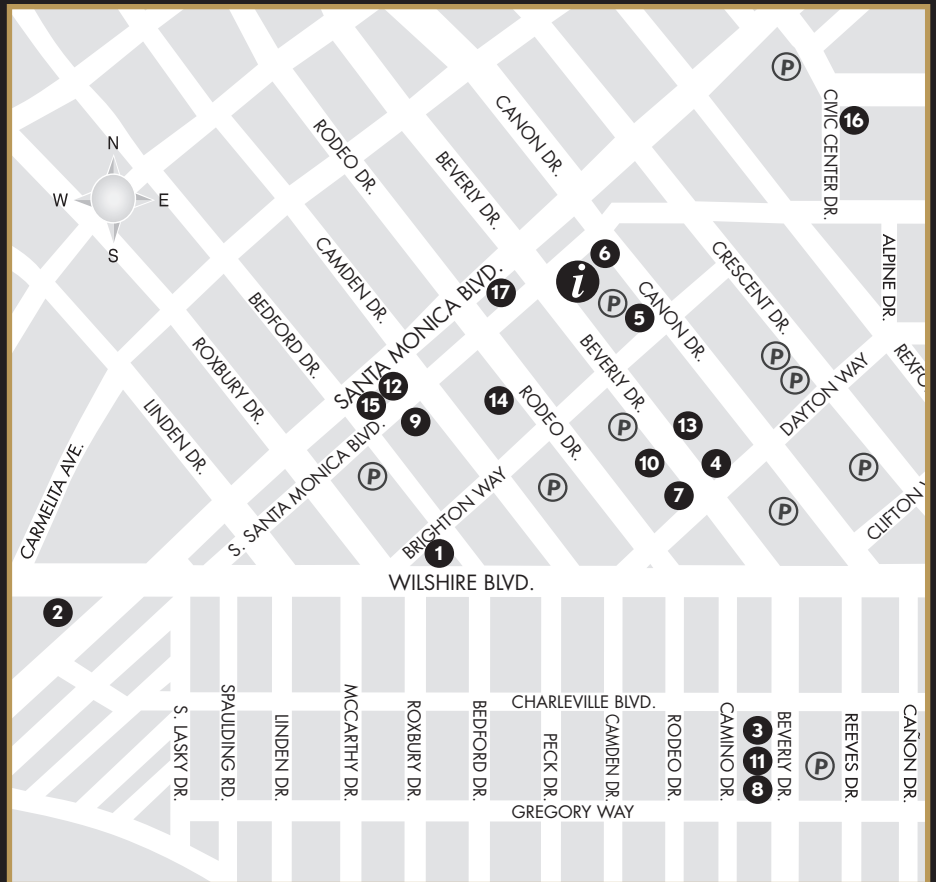 P
CIVIC CENTER DR.
16
CANON DR.
RODEO DR.
BEVERLY DR.
N
W
E
S
CAMDEN DR.
SANTA MONICA BLVD.
17
6
i
P
5
CANON DR.
CRESCENT DR.
ALPINE DR.
BEDFORD DR.
ROXBURY DR.
LINDEN DR.
12
15
9
14
RODEO DR.
BEVERLY DR.
P
P
DAYTON WAY
REXFO
P
13
10
4
7
P
P
CLIFTON
CARMELITA AVE.
S. SANTA MONICA BLVD.
P
P
BRIGHTON WAY
1
WILSHIRE BLVD.
2
CHARLEVILLE BLVD.
S. LASKY DR.
SPAULDING RD.
LINDEN DR.
MCCARTHY DR.
ROXBURY DR.
BEDFORD DR.
PECK DR.
CAMDEN DR.
RODEO DR.
CAMINO DR.
3
11
8
BEVERLY DR.
P
REEVES DR.
CAÑON DR.
GREGORY WAY